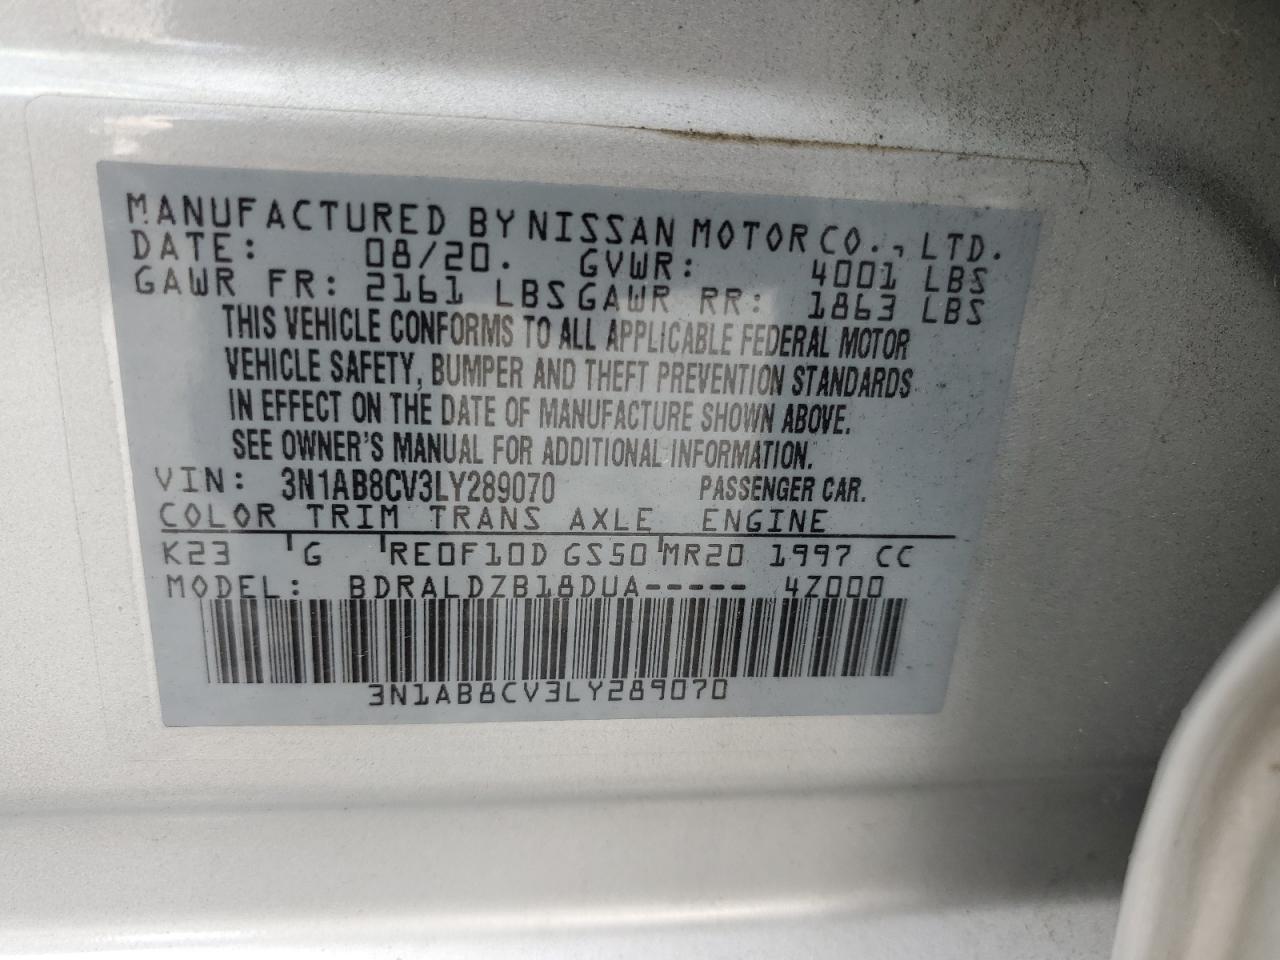 MANUFACTURED BY NISSAN MOTOR CO., LTD.
DATE: 08/20. GVWR: 4001 LBS
GAWR FR: 2161 LBS GAWR RR: 1863 LBS
THIS VEHICLE CONFORMS TO ALL APPLICABLE FEDERAL MOTOR
VEHICLE SAFETY, BUMPER AND THEFT PREVENTION STANDARDS
IN EFFECT ON THE DATE OF MANUFACTURE SHOWN ABOVE.
SEE OWNER'S MANUAL FOR ADDITIONAL INFORMATION.
VIN: 3N1AB8CV3LY289070 PASSENGER CAR.
COLOR TRIM TRANS AXLE ENGINE
K23 G RE0F10D GS50 MR20 1997 CC
MODEL: BDRALDZB18DUA----- 4Z000
3N1AB8CV3LY289070